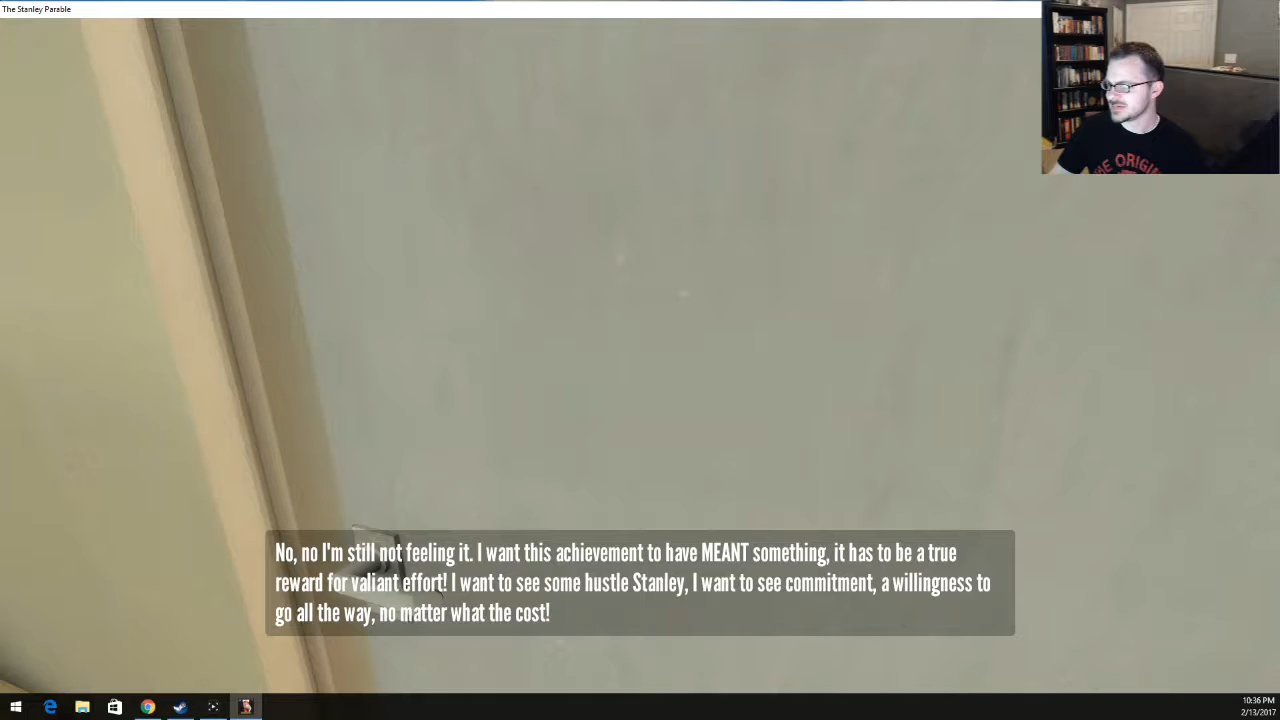 The Stanley Parable
THE ORIGI
No, no I'm still not feeling it. I want this achievement to have MEANT something, it has to be a true
reward for valiant effort! I want to see some hustle Stanley, I want to see commitment, a willingness to
go all the way, no matter what the cost!
10:36 PM
2/13/2017